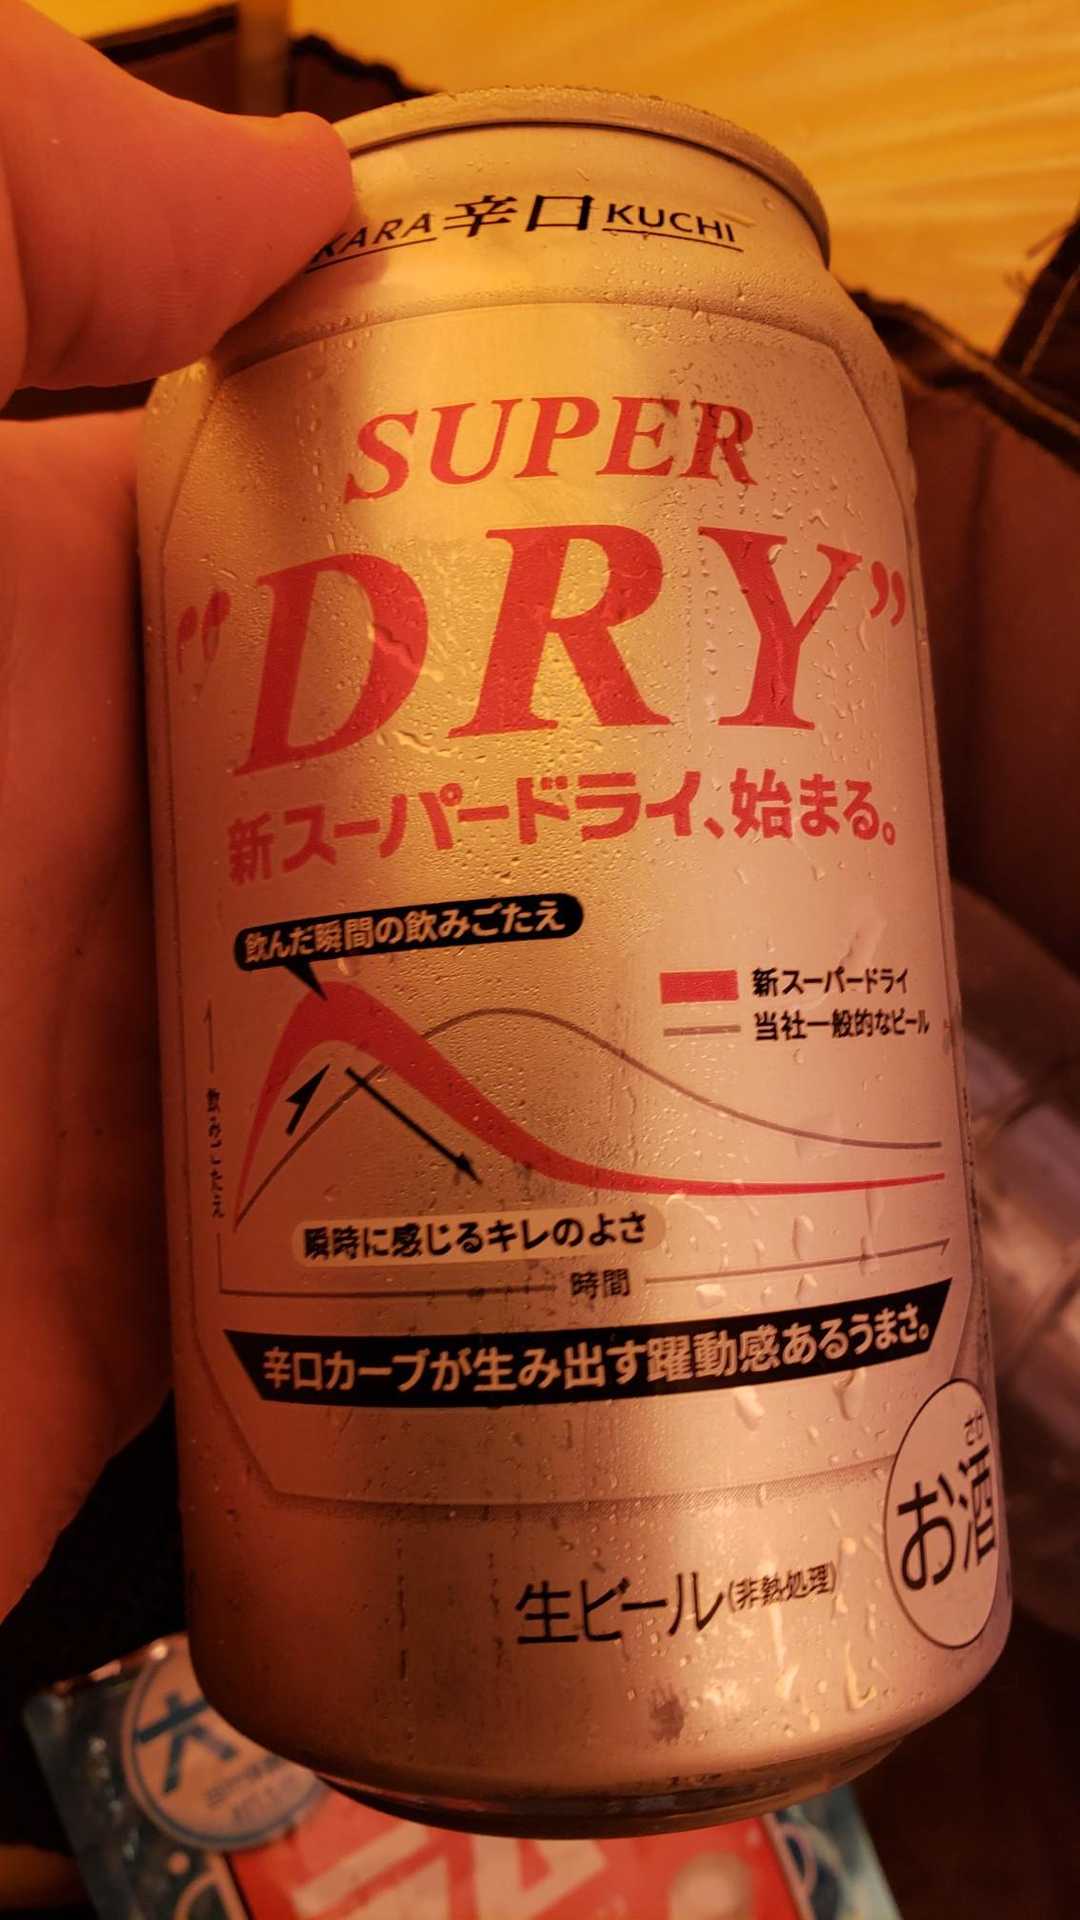 KARA 辛口 KUCHI
SUPER
"DRY"
新スーパードライ、始まる。
飲んだ瞬間の飲みごたえ
新スーパードライ
当社一般的なビール
飲みごたえ
瞬時に感じるキレのよさ
時間
辛口カーブが生み出す躍動感あるうまさ。
さけ
お酒
生ビール(非熱処理)